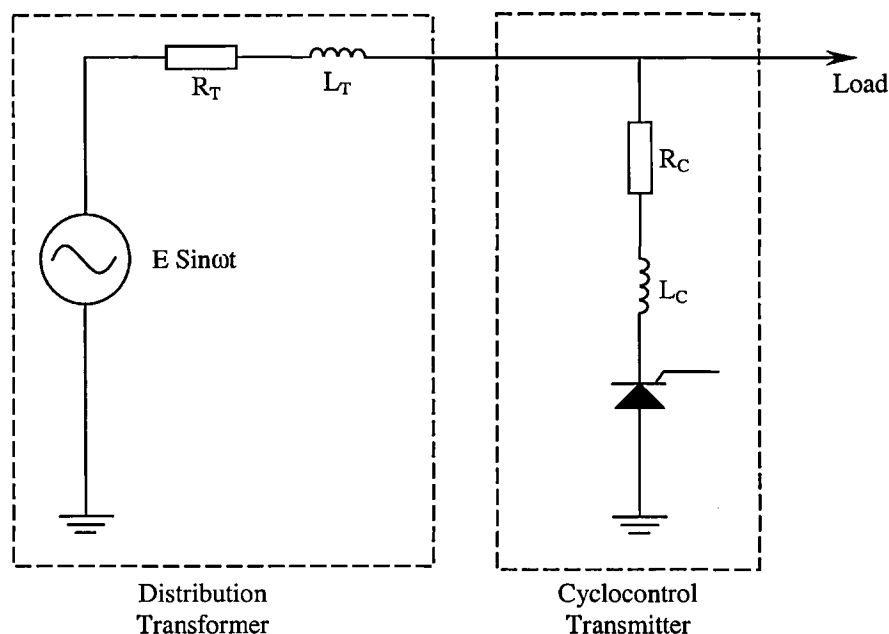 R_T
L_T
Load
R_C
E Sinωt
L_C
Distribution
Transformer
Cyclocontrol
Transmitter